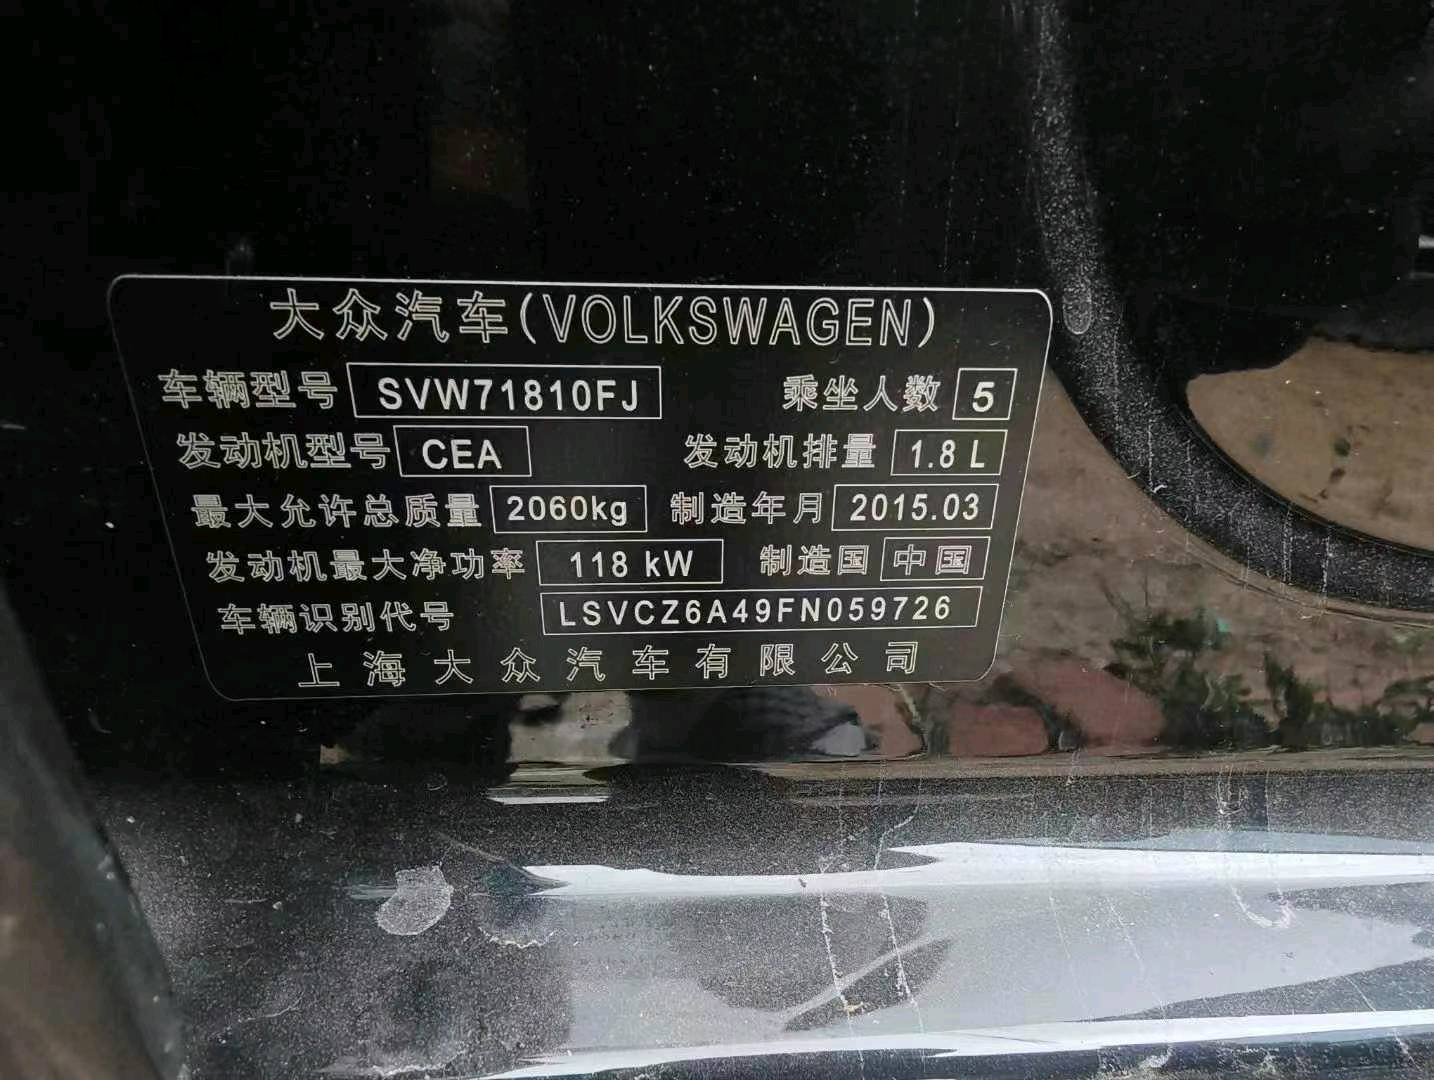 大众汽车(VOLKSWAGEN)
车辆型号 SVW71810FJ 乘坐人数 5
发动机型号 CEA 发动机排量 1.8 L
最大允许总质量 2060kg 制造年月 2015.03
发动机最大净功率 118 kW 制造国 中国
车辆识别代号 LSVCZ6A49FN059726
上海大众汽车有限公司